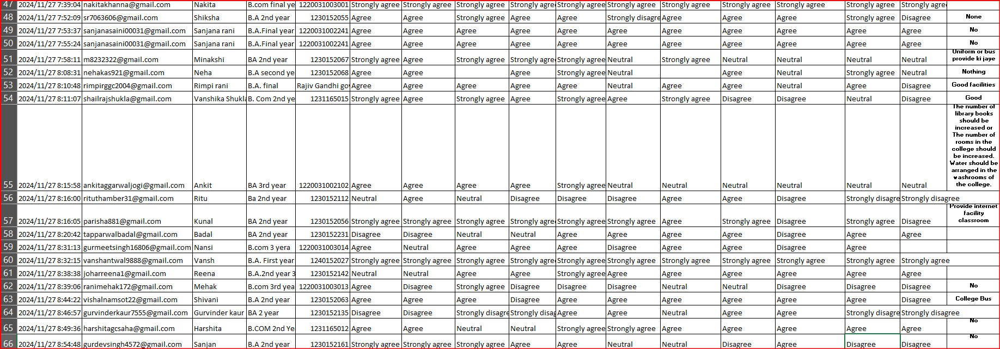 47 2024/11/27 7:39:04 nakitakhanna@gmail.com Nakita B.com final ye 1220031003001 Strongly agree Strongly agree Strongly agree Strongly agre Strongly agree Strongly agree Strongly agree Strongly agree Strongly agree Strongly agree Strongly agre
48 2024/11/27 7:52:09 sr7063606@gmail.com Shiksha B.A 2nd year 1230152055 Agree Agree Strongly agree Agree Agree Strongly disagre Agree Agree Agree Strongly agree Disagree None
49 2024/11/27 7:53:37 sanjanasaini00031@gmail.com Sanjana rani B.A.Final year 1220031002241 Agree Agree Agree Agree Agree Agree Agree Agree Agree Agree Agree No
50 2024/11/27 7:55:24 sanjanasaini00031@gmail.com Sanjana rani B.A.Final year 1220031002241 Agree Agree Agree Agree Agree Agree Agree Agree Agree Agree Agree No
51 2024/11/27 7:58:11 m8232322@gmail.com Minakshi BA 2nd year 1230152067 Strongly agree Agree Strongly agree Strongly agre Strongly agree Neutral Strongly agree Neutral Neutral Neutral Neutral Uniform or bus
provide ki jaye
52 2024/11/27 8:08:31 nehakas921@gmail.com Neha B.A second ye 1230152068 Agree Agree Agree Strongly agree Neutral Agree Neutral Strongly agree Neutral Nothing
53 2024/11/27 8:10:48 rimpirggc2004@gmail.com Rimpi rani B.A. final Rajiv Gandhi gov Agree Agree Agree Agree Agree Neutral Agree Agree Neutral Agree Disagree Good facilities
54 2024/11/27 8:11:07 shailrajshukla@gmail.com Vanshika Shukla B. Com 2nd ye 1231165015 Strongly agree Agree Strongly agree Agree Strongly agree Agree Strongly agree Disagree Disagree Neutral Disagree Good
The number of
library books
should be
increased or
The number of
rooms in the
college should
be increased.
Water should be
arranged in the
washrooms of
the college.
55 2024/11/27 8:15:58 ankitaggarwaljogi@gmail.com Ankit BA 3rd year 1220031002102 Agree Agree Agree Agree Strongly agree Neutral Neutral Neutral Neutral Neutral Neutral
56 2024/11/27 8:16:00 rituthamber31@gmail.com Ritu Ba 2nd year 1230152112 Neutral Agree Neutral Disagree Disagree Disagree Agree Agree Disagree Strongly disagre Strongly disagree
Provide internet
facility
classroom
57 2024/11/27 8:16:05 parisha881@gmail.com Kunal BA 2nd year 1230152056 Strongly agree Strongly agree Strongly agree Strongly agre Strongly agree Strongly agree Agree Strongly agree Disagree Strongly agree Disagree
58 2024/11/27 8:20:42 tapparwalbadal@gmail.com Badal BA 2nd year 1230152231 Disagree Disagree Neutral Neutral Agree Agree Agree Agree Disagree Agree Agree
59 2024/11/27 8:31:13 gurmeetsingh16806@gmail.com Nansi B.com 3 yera 1220031003014 Agree Neutral Agree Agree Agree Disagree Agree Agree Disagree Agree
60 2024/11/27 8:32:15 vanshantwal9888@gmail.com Vansh B.A. First year 1240152027 Strongly agree Strongly agree Strongly agree Strongly agre Strongly agree Strongly agree Strongly agree Strongly agree Strongly agree Strongly agree Strongly agree
61 2024/11/27 8:38:38 joharreena1@gmail.com Reena B.A.2nd year 3 1230152142 Neutral Neutral Agree Agree Strongly agree Agree Agree Agree Agree Agree Agree
62 2024/11/27 8:39:06 ranimehak172@gmail.com Mehak B.com 3rd yea 1220031003013 Agree Disagree Strongly agree Disagree Disagree Disagree Neutral Neutral Disagree Disagree Disagree No
63 2024/11/27 8:44:22 vishalnamsot22@gmail.com Shivani B.A 2nd year 1230152063 Agree Agree Agree Disagree Agree Agree Agree Agree Agree Agree Disagree College Bus
64 2024/11/27 8:46:57 gurvinderkaur7555@gmail.com Gurvinder kaur BA 2 year 1230152135 Disagree Disagree Strongly disagre Strongly disag Agree Agree Neutral Agree Agree Strongly disagre Strongly disagree
65 2024/11/27 8:49:36 harshitagcsaha@gmail.com Harshita B.COM 2nd Ye 1231165012 Agree Agree Neutral Neutral Strongly agree Strongly agree Agree Agree Agree Agree Agree No
66 2024/11/27 8:54:48 gurdevsingh4572@gmail.com Sanjan B.A 2nd year 1230152161 Strongly agree Strongly agree Strongly agree Agree Agree Neutral Neutral Disagree Agree Disagree Disagree No